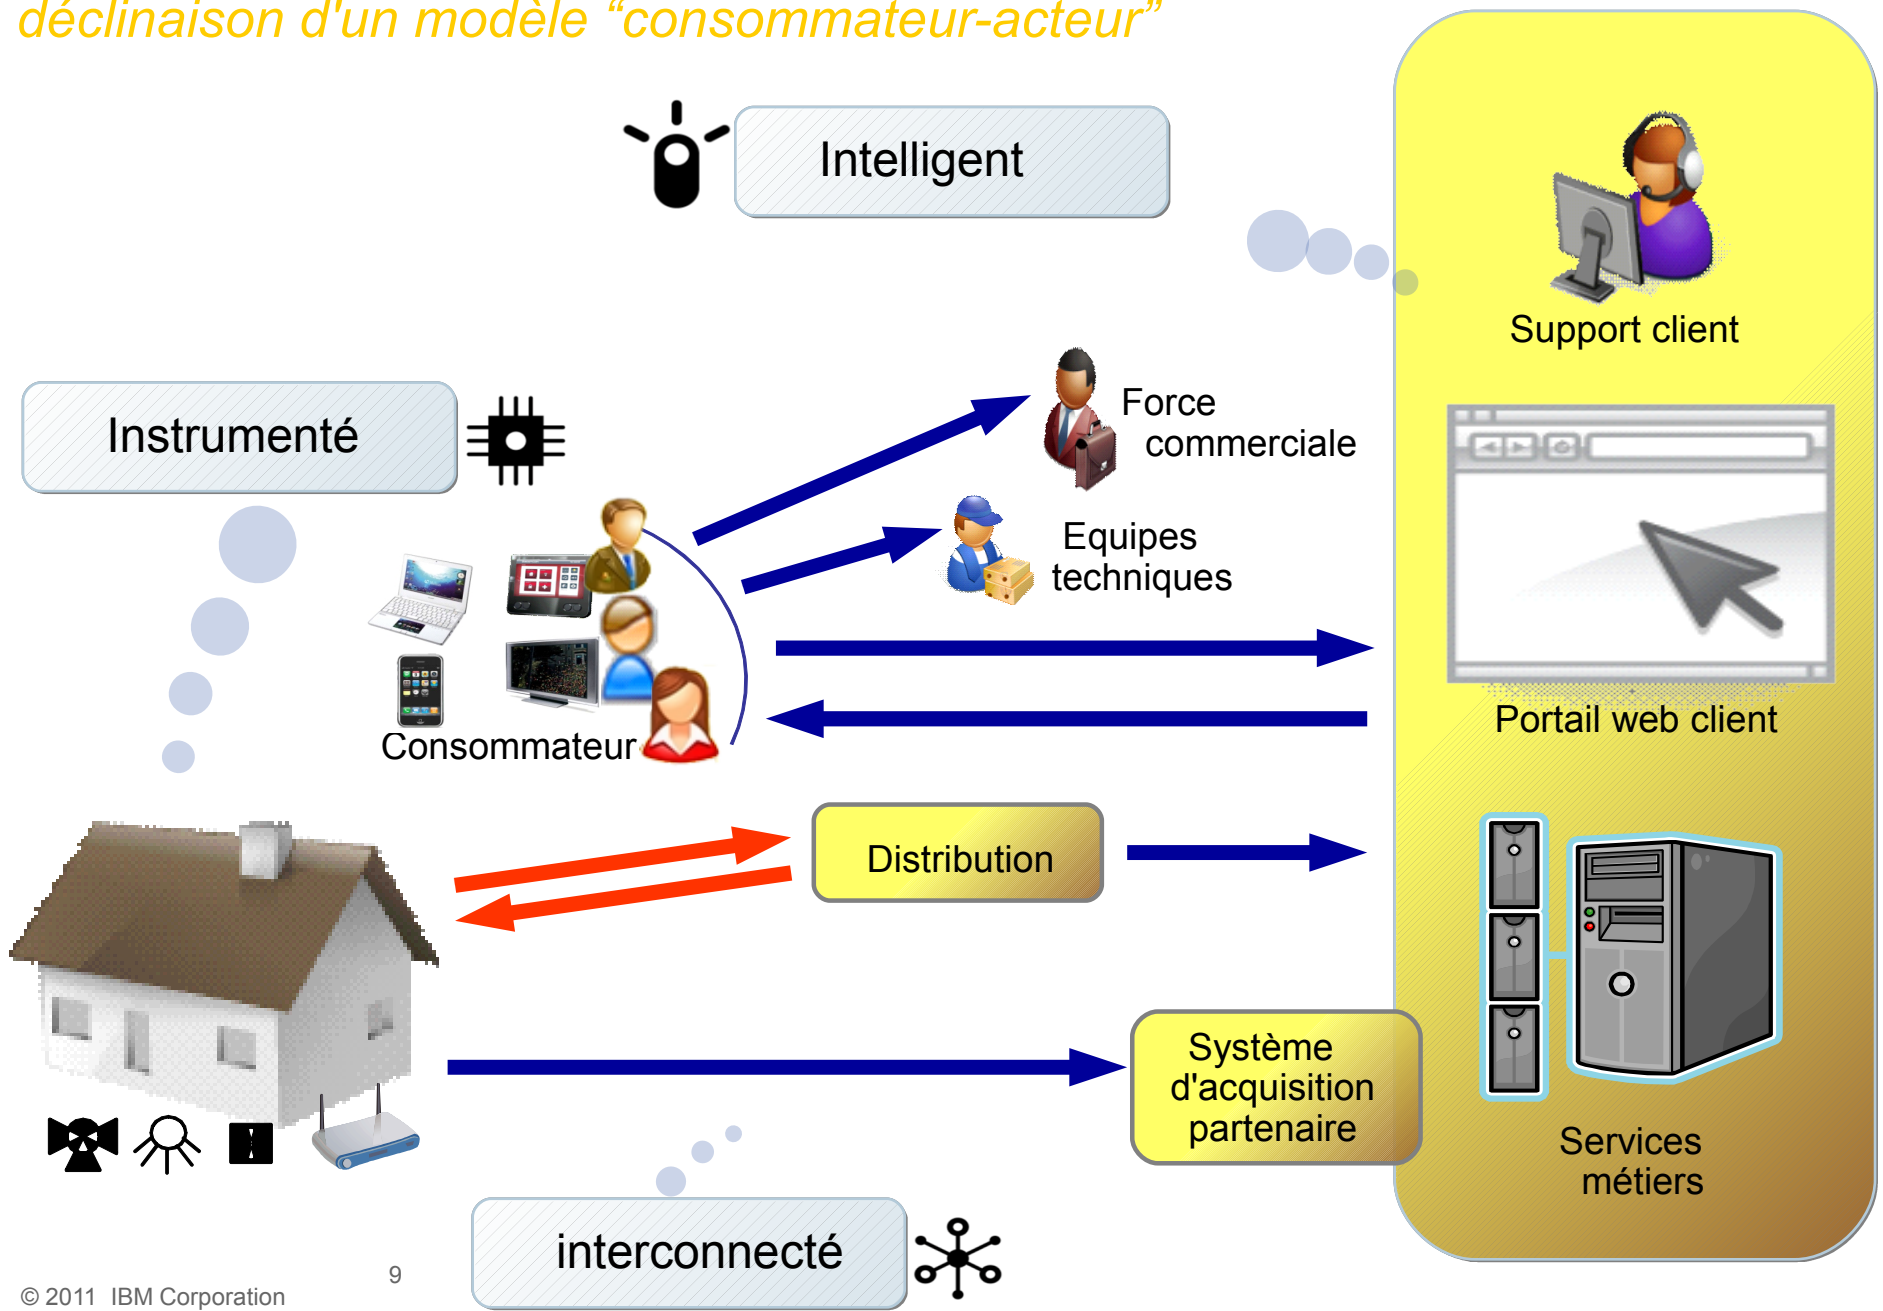 déclinaison d'un modèle “consommateur-acteur”
Intelligent
Support client
Instrumenté
Force
commerciale
Equipes
techniques
Portail web client
Consommateur
Distribution
Système
d'acquisition
partenaire
Services
métiers
interconnecté
9
© 2011 IBM Corporation